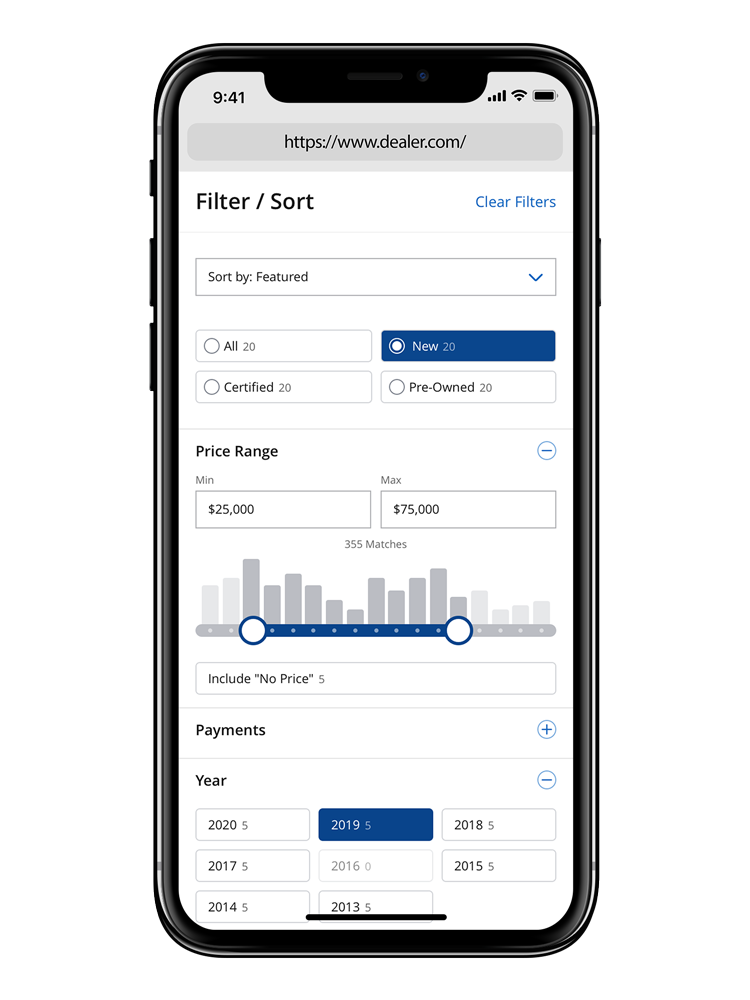 9:41
https://www.dealer.com/
Filter / Sort Clear Filters
Sort by: Featured
All 20 New 20
Certified 20 Pre-Owned 20
Price Range
Min Max
$25,000 $75,000
355 Matches
Include "No Price" 5
Payments
Year
2020 5 2019 5 2018 5
2017 5 2016 0 2015 5
2014 5 2013 5